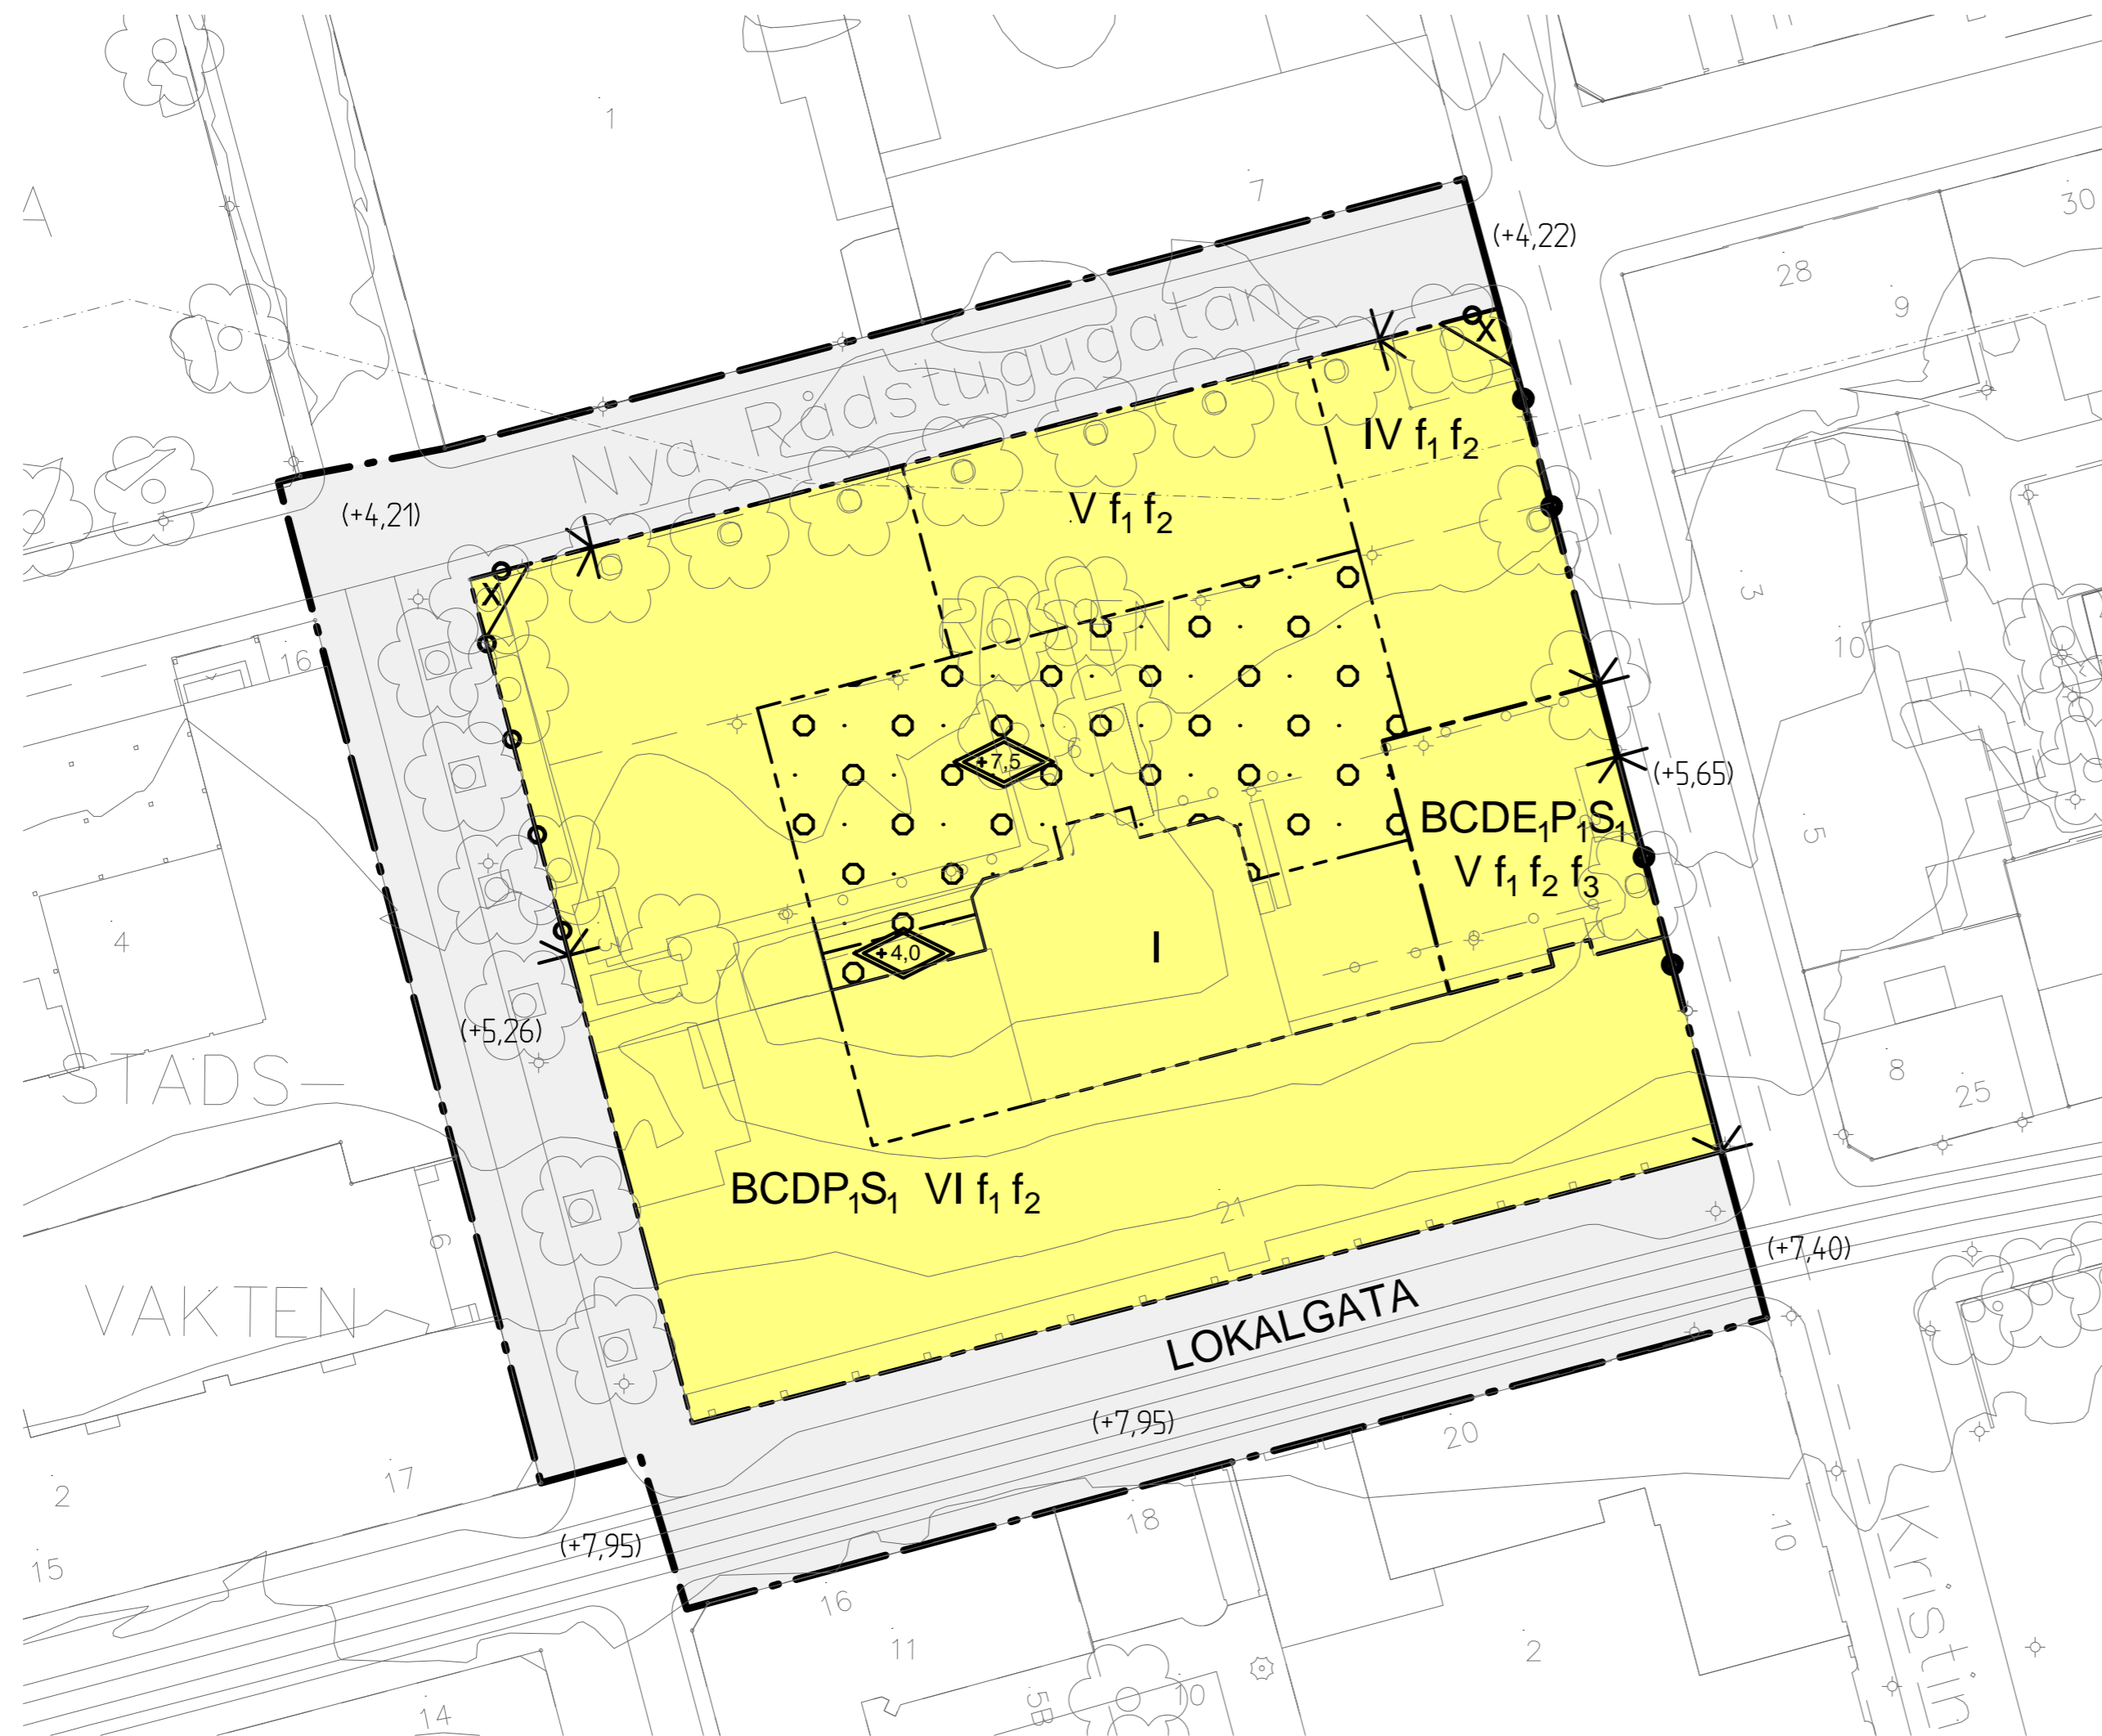 1
7
A
(+4,22)
30
28
9
Nya Rådstugugatan
x
IV f₁ f₂
(+4,21)
V f₁ f₂
x
ROSEN
3
10
16
6
+7,5
(+5,65)
BCDE₁P₁S₁
V f₁ f₂ f₃
5
4
3
+4,0
I
(+5,26)
STADS-
8
25
BCDP₁S₁ VI f₁ f₂
21
6
(+7,40)
VAKTEN
LOKALGATA
(+7,95)
20
17
2
18
10
Kristin
(+7,95)
15
16
11
2
5B
10
14